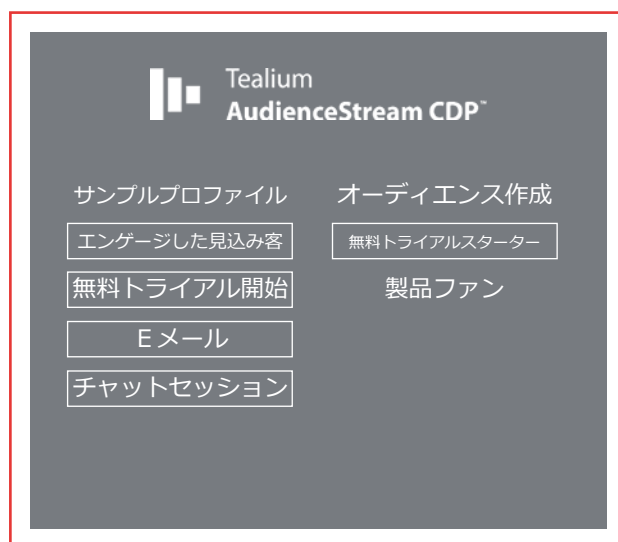 Tealium
AudienceStream CDP™
サンプルプロファイル
エンゲージした見込み客
無料トライアル開始
Eメール
チャットセッション
オーディエンス作成
無料トライアルスターター
製品ファン